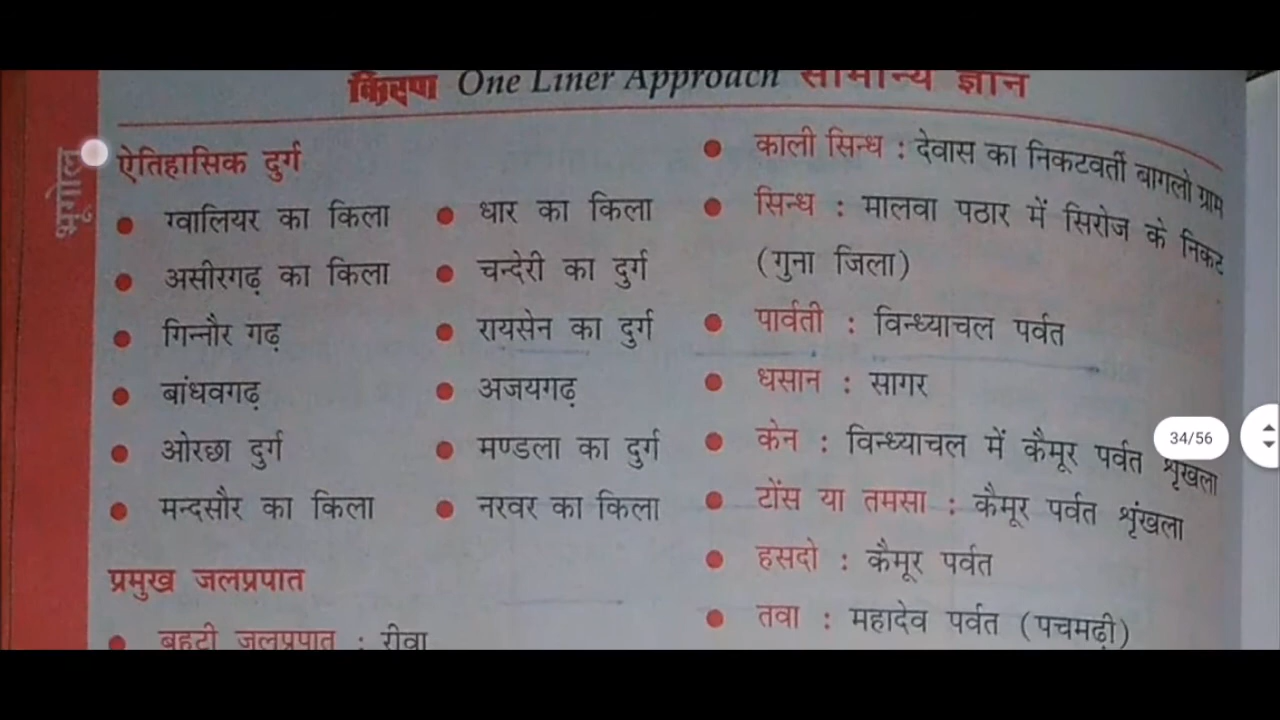 किरण One Liner Approach सामान्य ज्ञान
भूगोल
ऐतिहासिक दुर्ग
• ग्वालियर का किला • धार का किला
• असीरगढ़ का किला • चन्देरी का दुर्ग
• गिन्नौर गढ़ • रायसेन का दुर्ग
• बांधवगढ़ • अजयगढ़
• ओरछा दुर्ग • मण्डला का दुर्ग
• मन्दसौर का किला • नरवर का किला
प्रमुख जलप्रपात
• बहुटी जलप्रपात : रीवा
• काली सिन्ध : देवास का निकटवर्ती बागलो ग्राम
• सिन्ध : मालवा पठार में सिरोज के निकट
(गुना जिला)
• पार्वती : विन्ध्याचल पर्वत
• धसान : सागर
• केन : विन्ध्याचल में कैमूर पर्वत शृंखला
• टोंस या तमसा : कैमूर पर्वत शृंखला
• हसदो : कैमूर पर्वत
• तवा : महादेव पर्वत (पचमढ़ी)
34/56